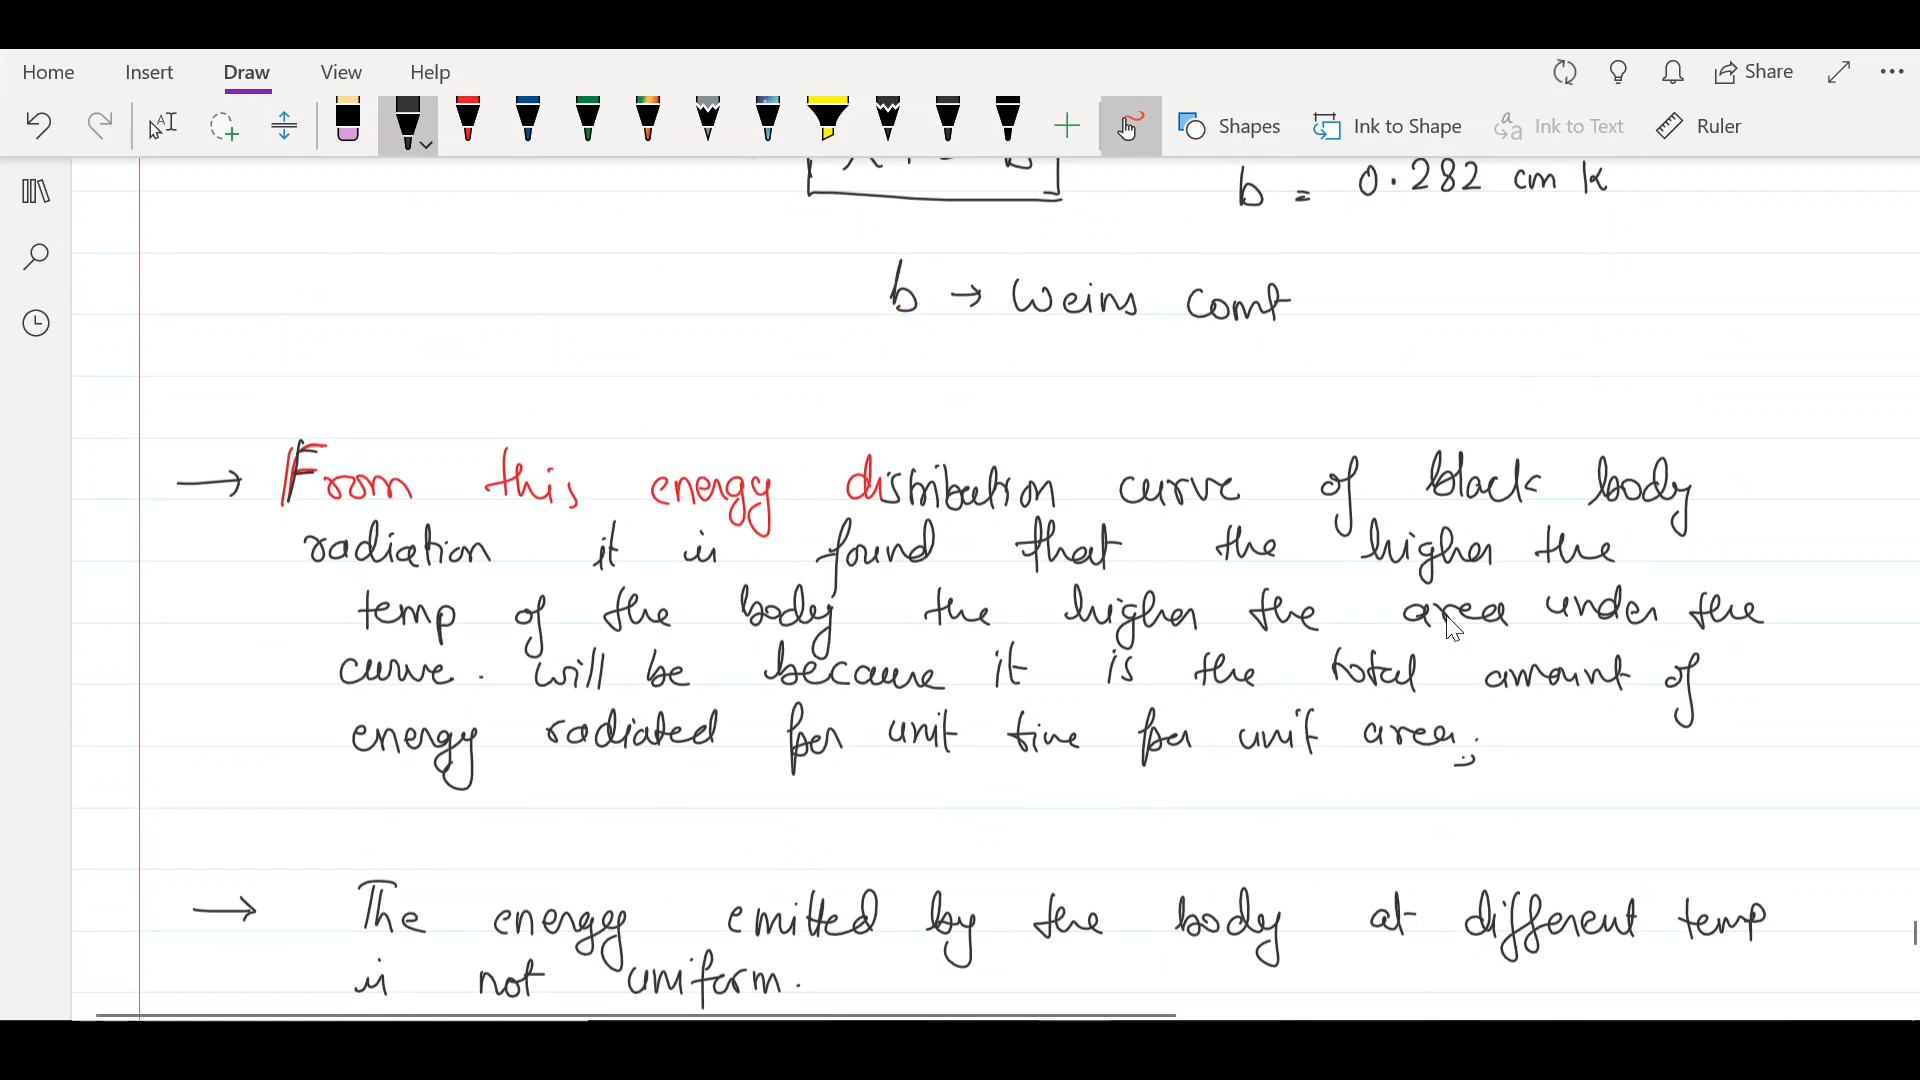 Home Insert Draw View Help Share
Shapes Ink to Shape Ink to Text Ruler
b = 0.282 cm k
b → Weins const
→ From this energy distribution curve of black body
radiation it is found that the higher the
temp of the body the higher the area under the
curve. will be because it is the total amount of
energy radiated per unit time per unit area.
→ The energy emitted by the body at different temp
is not uniform.